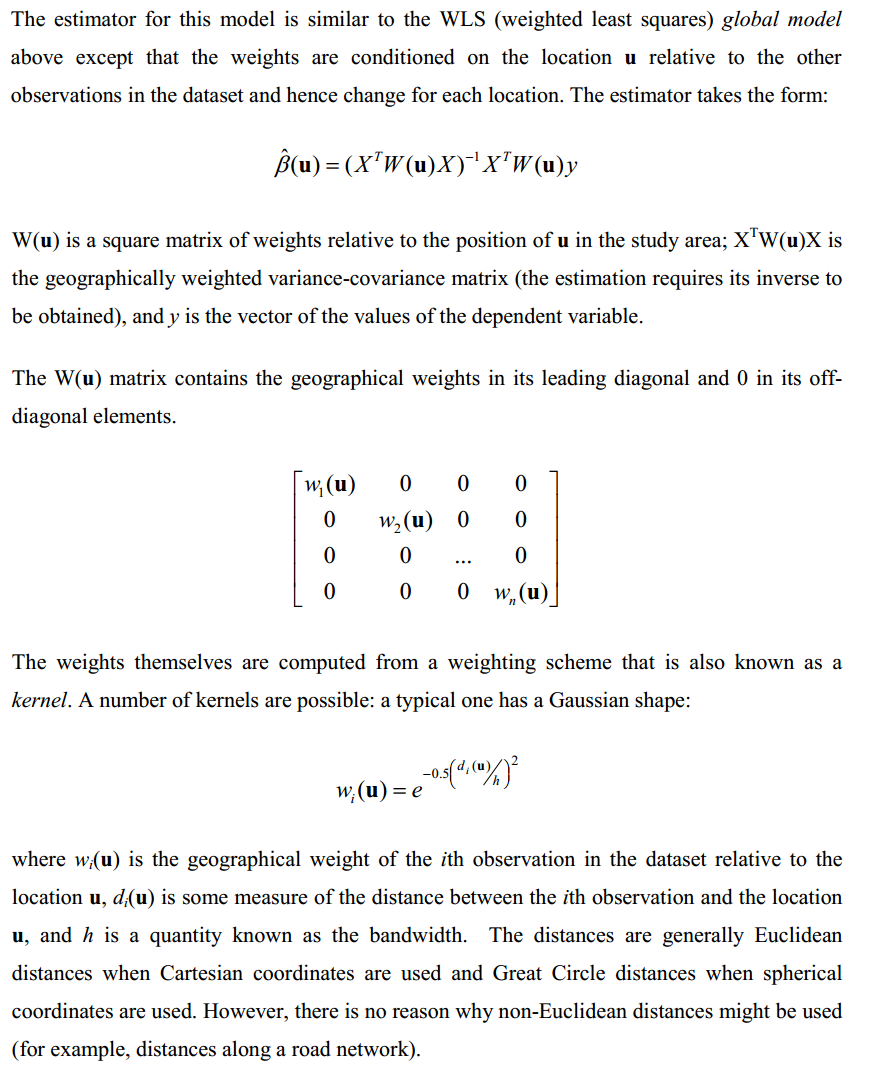 The estimator for this model is similar to the WLS (weighted least squares) global model
above except that the weights are conditioned on the location u relative to the other
observations in the dataset and hence change for each location. The estimator takes the form:
β̂(u) = (XᵀW(u)X)⁻¹XᵀW(u)y
W(u) is a square matrix of weights relative to the position of u in the study area; XᵀW(u)X is
the geographically weighted variance-covariance matrix (the estimation requires its inverse to
be obtained), and y is the vector of the values of the dependent variable.
The W(u) matrix contains the geographical weights in its leading diagonal and 0 in its off-
diagonal elements.
w₁(u) 0 0 0
0 w₂(u) 0 0
0 0 ... 0
0 0 0 wₙ(u)
The weights themselves are computed from a weighting scheme that is also known as a
kernel. A number of kernels are possible: a typical one has a Gaussian shape:
wᵢ(u) = e^(−0.5(dᵢ(u)/h)²)
where wᵢ(u) is the geographical weight of the ith observation in the dataset relative to the
location u, dᵢ(u) is some measure of the distance between the ith observation and the location
u, and h is a quantity known as the bandwidth. The distances are generally Euclidean
distances when Cartesian coordinates are used and Great Circle distances when spherical
coordinates are used. However, there is no reason why non-Euclidean distances might be used
(for example, distances along a road network).